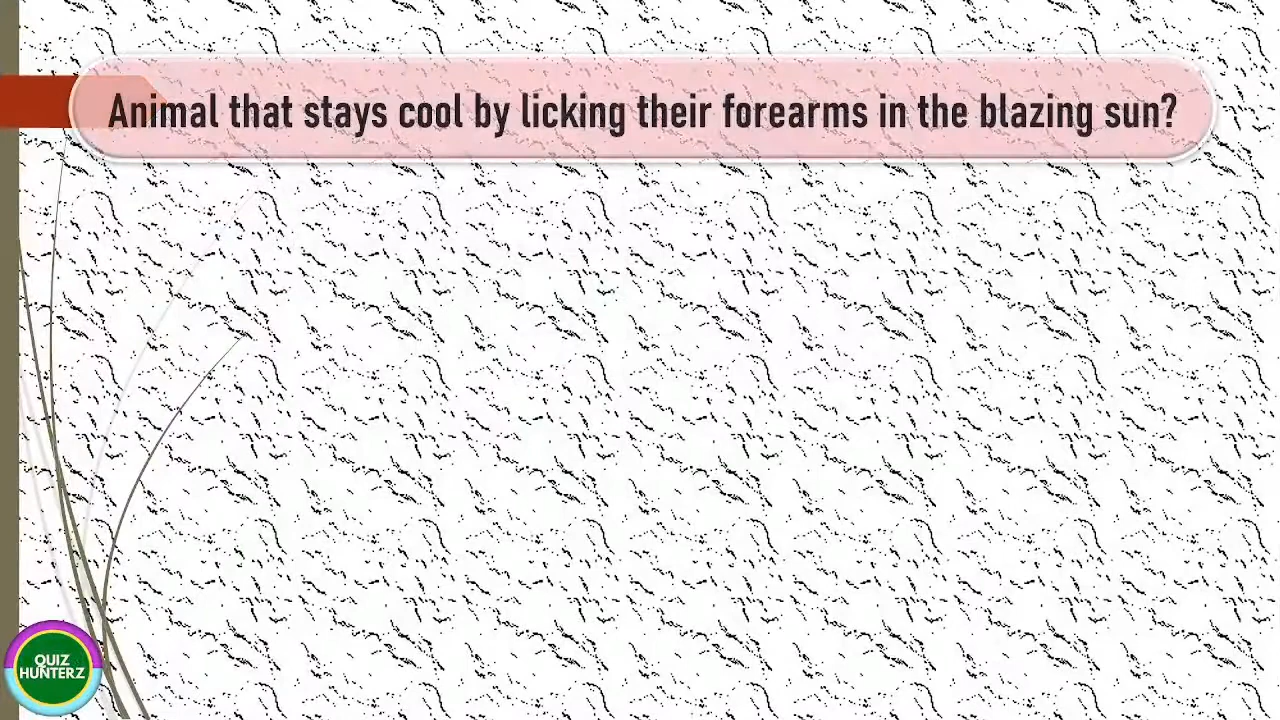 Animal that stays cool by licking their forearms in the blazing sun?
QUIZ
HUNTERZ